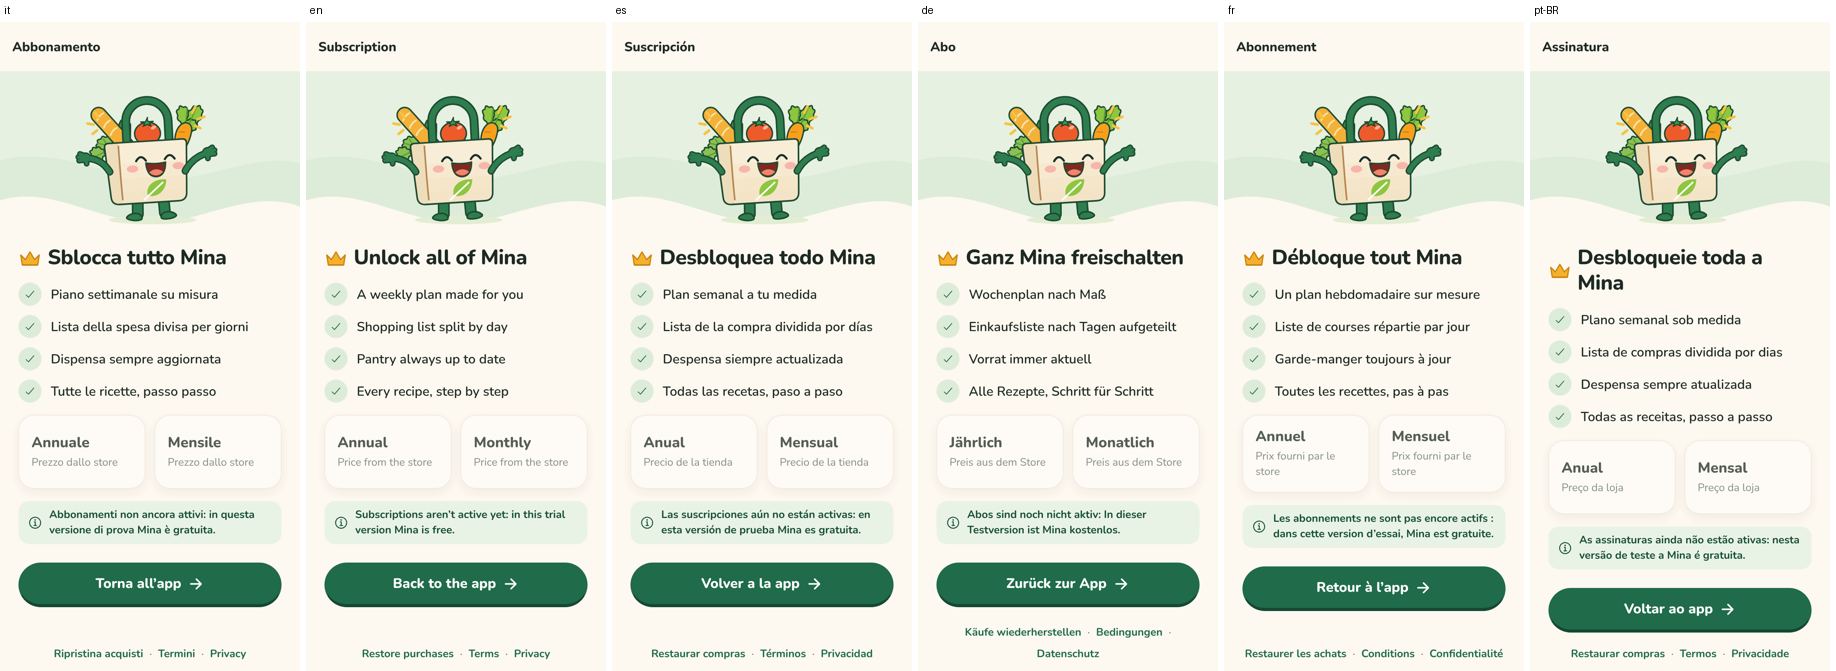 it
Abbonamento
Sblocca tutto Mina
Piano settimanale su misura
Lista della spesa divisa per giorni
Dispensa sempre aggiornata
Tutte le ricette, passo passo
Annuale
Prezzo dallo store
Mensile
Prezzo dallo store
Abbonamenti non ancora attivi: in questa
versione di prova Mina è gratuita.
Torna all’app →
Ripristina acquisti · Termini · Privacy
en
Subscription
Unlock all of Mina
A weekly plan made for you
Shopping list split by day
Pantry always up to date
Every recipe, step by step
Annual
Price from the store
Monthly
Price from the store
Subscriptions aren’t active yet: in this trial
version Mina is free.
Back to the app →
Restore purchases · Terms · Privacy
es
Suscripción
Desbloquea todo Mina
Plan semanal a tu medida
Lista de la compra dividida por días
Despensa siempre actualizada
Todas las recetas, paso a paso
Anual
Precio de la tienda
Mensual
Precio de la tienda
Las suscripciones aún no están activas: en
esta versión de prueba Mina es gratuita.
Volver a la app →
Restaurar compras · Términos · Privacidad
de
Abo
Ganz Mina freischalten
Wochenplan nach Maß
Einkaufsliste nach Tagen aufgeteilt
Vorrat immer aktuell
Alle Rezepte, Schritt für Schritt
Jährlich
Preis aus dem Store
Monatlich
Preis aus dem Store
Abos sind noch nicht aktiv: In dieser
Testversion ist Mina kostenlos.
Zurück zur App →
Käufe wiederherstellen · Bedingungen ·
Datenschutz
fr
Abonnement
Débloque tout Mina
Un plan hebdomadaire sur mesure
Liste de courses répartie par jour
Garde-manger toujours à jour
Toutes les recettes, pas à pas
Annuel
Prix fourni par le
store
Mensuel
Prix fourni par le
store
Les abonnements ne sont pas encore actifs :
dans cette version d’essai, Mina est gratuite.
Retour à l’app →
Restaurer les achats · Conditions · Confidentialité
pt-BR
Assinatura
Desbloqueie toda a
Mina
Plano semanal sob medida
Lista de compras dividida por dias
Despensa sempre atualizada
Todas as receitas, passo a passo
Anual
Preço da loja
Mensal
Preço da loja
As assinaturas ainda não estão ativas: nesta
versão de teste a Mina é gratuita.
Voltar ao app →
Restaurar compras · Termos · Privacidade